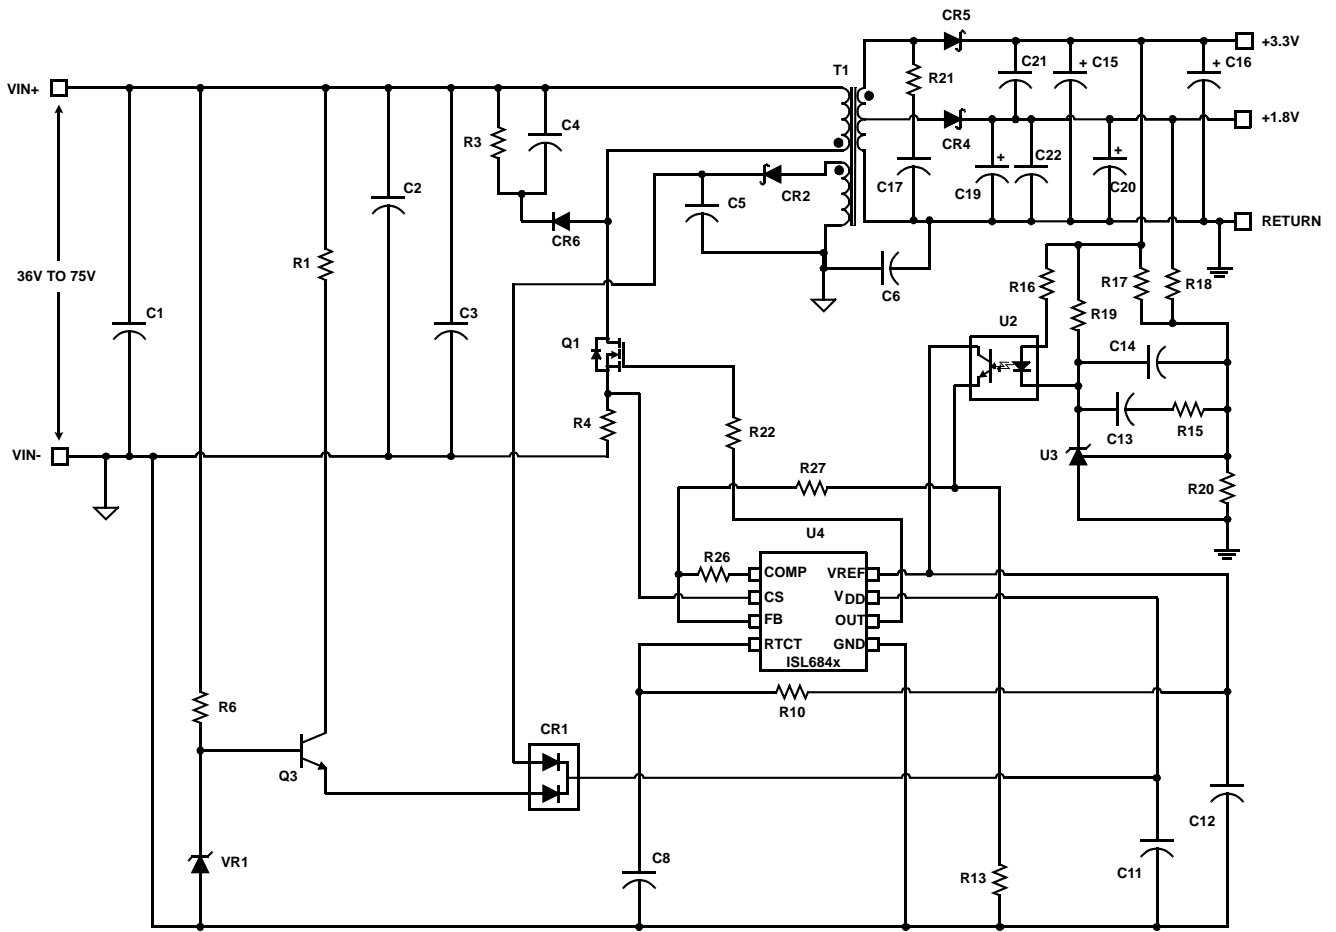 CR5
+3.3V
T1
R21
C21
+ C15
+ C16
VIN+
+1.8V
R3
C4
CR4
C17
+
C19
C22
+
C20
C2
C5
CR2
RETURN
CR6
36V TO 75V
R1
C6
R16
R17
R18
C1
C3
Q1
U2
R19
C14
R4
R22
C13
R15
VIN-
U3
R27
R20
U4
R26
COMP
VREF
CS
VDD
FB
OUT
RTCT
GND
ISL684x
R6
R10
CR1
Q3
C12
VR1
C8
R13
C11